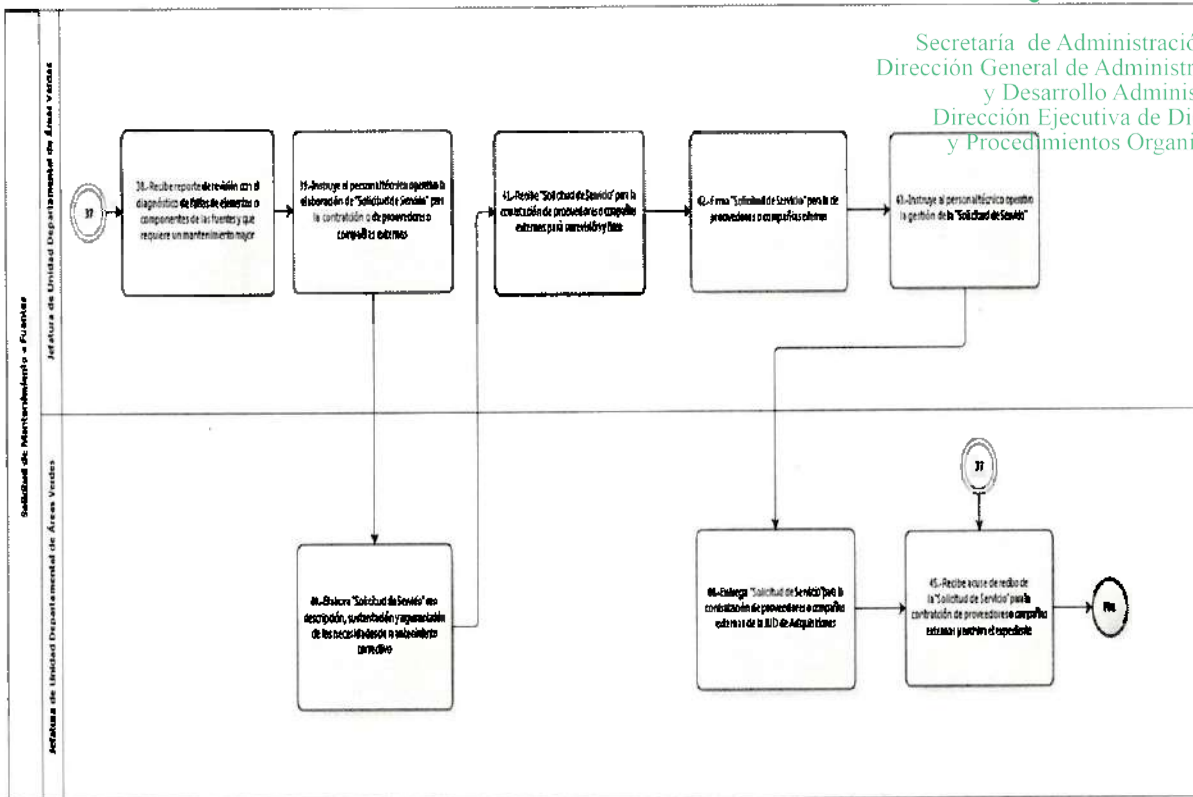 Secretaría de Administració
Dirección General de Administr
y Desarrollo Adminis
Dirección Ejecutiva de Di
y Procedimientos Organi
Solicitud de Mantenimiento a Fuentes
Jefatura de Unidad Departamental de Áreas Verdes
37
38.-Recibe reporte de revisión con el
diagnóstico de fallas de elementos o
componentes de las fuentes y que
requiere un mantenimiento mayor
39.-Instruye al personal técnico operativo la
elaboración de "Solicitud de Servicio" para
la contratción o de proveedores o
compañías externos
41.-Recibe "Solicitud de Servicio" para la
contratación de proveedores o compañías
externos para su revisión y firma
42.-Firma "Solicitud de Servicio" para la de
proveedores o compañías externos
43.-Instruye al personal técnico operativo
la gestión de la "Solicitud de Servicio"
Jefatura de Unidad Departamental de Áreas Verdes
40.-Elabora "Solicitud de Servicio" con
descripción, sustentación y argumentación
de las necesidades de mantenimiento
correctivo
44.-Entrega "Solicitud de Servicio" para la
contratación de proveedores o compañías
externas de la JUD de Adquisiciones
33
45.-Recibe acuse de recibo de
la "Solicitud de Servicio" para la
contratción de proveedores o compañías
externas y archiva el expediente
Fin